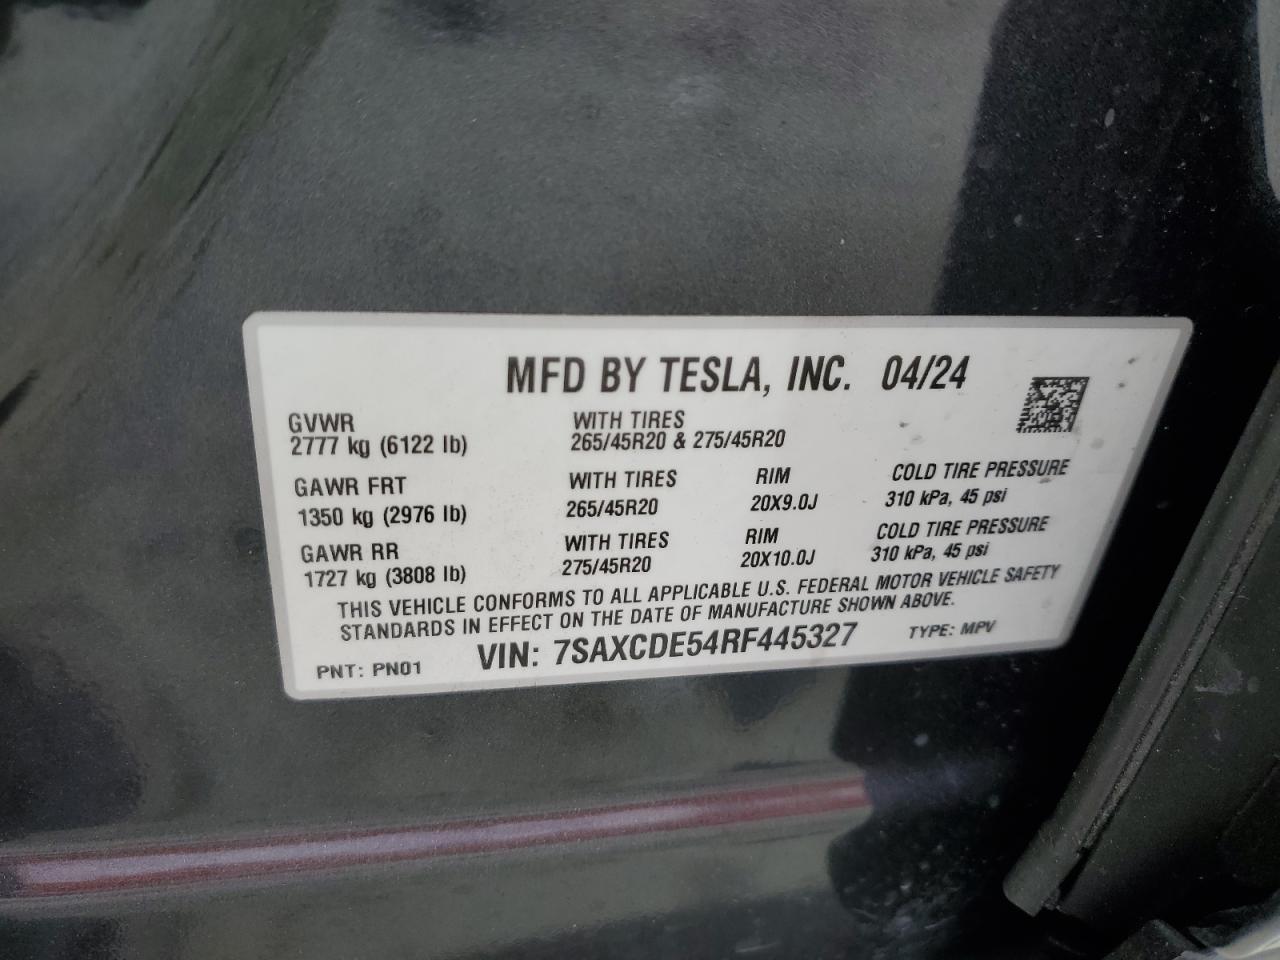 MFD BY TESLA, INC. 04/24
GVWR
2777 kg (6122 lb)
WITH TIRES
265/45R20 & 275/45R20
GAWR FRT
1350 kg (2976 lb)
WITH TIRES
265/45R20
RIM
20X9.0J
COLD TIRE PRESSURE
310 kPa, 45 psi
GAWR RR
1727 kg (3808 lb)
WITH TIRES
275/45R20
RIM
20X10.0J
COLD TIRE PRESSURE
310 kPa, 45 psi
THIS VEHICLE CONFORMS TO ALL APPLICABLE U.S. FEDERAL MOTOR VEHICLE SAFETY
STANDARDS IN EFFECT ON THE DATE OF MANUFACTURE SHOWN ABOVE.
PNT: PN01 VIN: 7SAXCDE54RF445327 TYPE: MPV